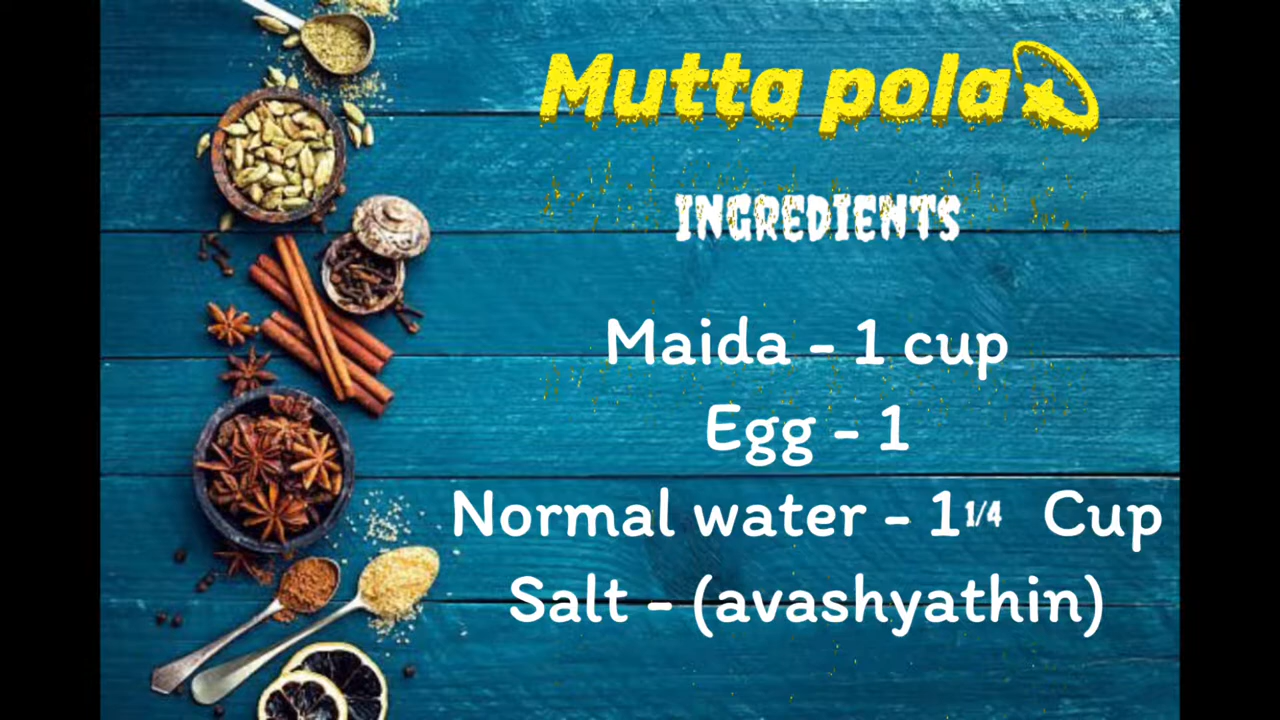 Mutta pola💫
INGREDIENTS
Maida - 1 cup
Egg - 1
Normal water - 1 1/4 Cup
Salt - (avashyathin)